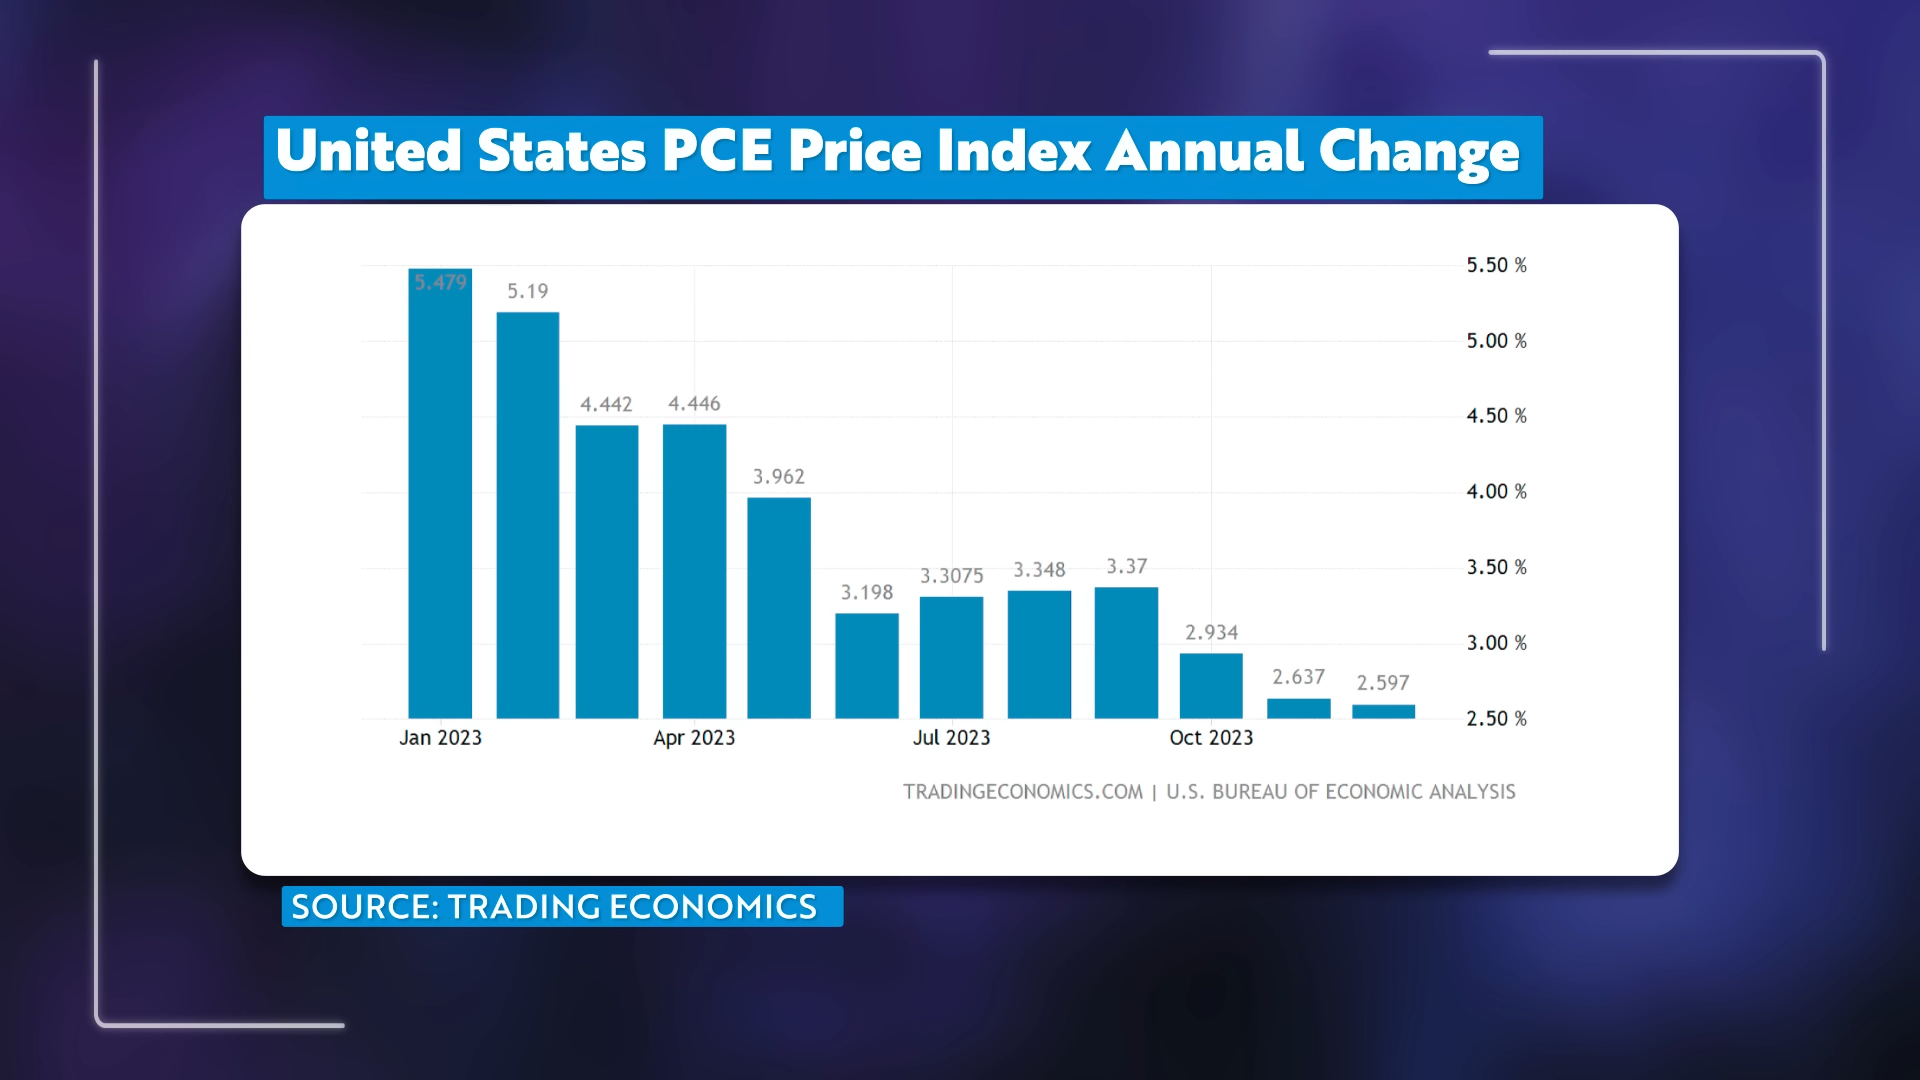 United States PCE Price Index Annual Change
5.50 %
5.479
5.19
5.00 %
4.442
4.446
4.50 %
3.962
4.00 %
3.198
3.3075
3.348
3.37
3.50 %
2.934
3.00 %
2.637
2.597
2.50 %
Jan 2023
Apr 2023
Jul 2023
Oct 2023
TRADINGECONOMICS.COM | U.S. BUREAU OF ECONOMIC ANALYSIS
SOURCE: TRADING ECONOMICS